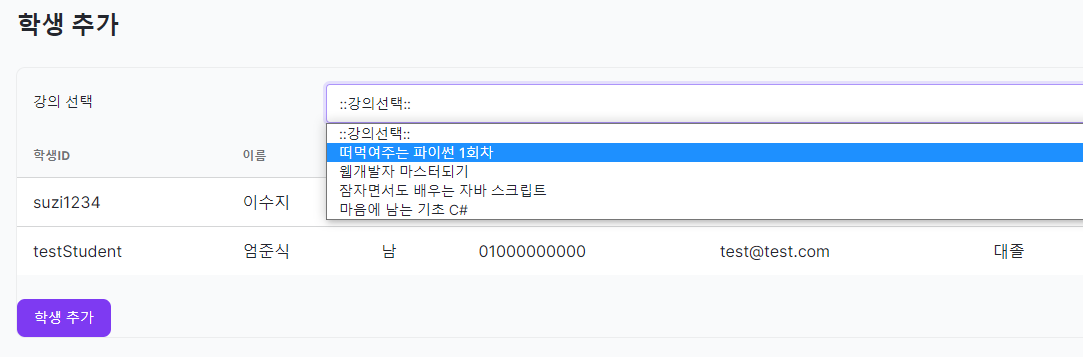 학생 추가
강의 선택
::강의선택::
::강의선택::
떠먹여주는 파이썬 1회차
웹개발자 마스터되기
잠자면서도 배우는 자바 스크립트
마음에 남는 기초 C#
학생ID 이름
suzi1234 이수지
testStudent 엄준식 남 01000000000 test@test.com 대졸
학생 추가